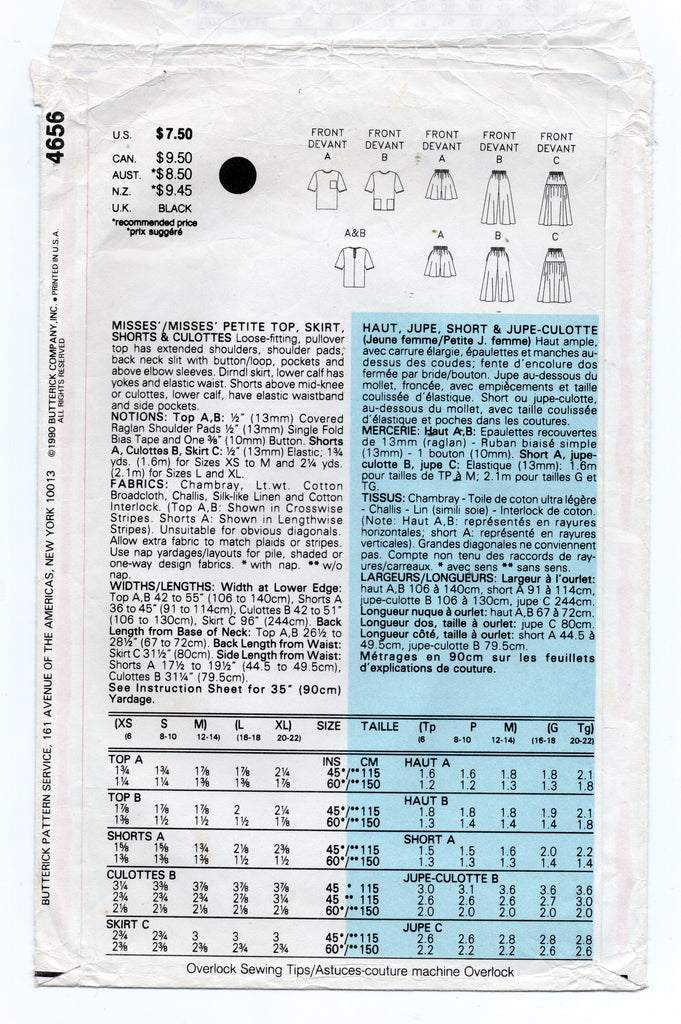 4656
©1990 BUTTERICK COMPANY, INC. • PRINTED IN U.S.A.
ALL RIGHTS RESERVED
BUTTERICK PATTERN SERVICE, 161 AVENUE OF THE AMERICAS, NEW YORK 10013
U.S. $7.50
CAN. $9.50
AUST. *$8.50
N.Z. *$9.45
U.K. BLACK
*recommended price
*prix suggéré
FRONT FRONT FRONT FRONT FRONT
DEVANT DEVANT DEVANT DEVANT DEVANT
A B A B C
A&B A B C
MISSES'/MISSES' PETITE TOP, SKIRT,
SHORTS & CULOTTES Loose-fitting, pullover
top has extended shoulders, shoulder pads,
back neck slit with button/loop, pockets and
above elbow sleeves. Dirndl skirt, lower calf has
yokes and elastic waist. Shorts above mid-knee
or culottes, lower calf, have elastic waistband
and side pockets.
NOTIONS: Top A,B: ½" (13mm) Covered
Raglan Shoulder Pads ½" (13mm) Single Fold
Bias Tape and One ⅜" (10mm) Button. Shorts
A, Culottes B, Skirt C: ½" (13mm) Elastic; 1¾
yds. (1.6m) for Sizes XS to M and 2¼ yds.
(2.1m) for Sizes L and XL.
FABRICS: Chambray, Lt.wt. Cotton
Broadcloth, Challis, Silk-like Linen and Cotton
Interlock. (Top A,B: Shown in Crosswise
Stripes. Shorts A: Shown in Lengthwise
Stripes). Unsuitable for obvious diagonals.
Allow extra fabric to match plaids or stripes.
Use nap yardages/layouts for pile, shaded or
one-way design fabrics. * with nap. ** w/o
nap.
WIDTHS/LENGTHS: Width at Lower Edge:
Top A,B 42 to 55" (106 to 140cm), Shorts A
36 to 45" (91 to 114cm), Culottes B 42 to 51"
(106 to 130cm), Skirt C 96" (244cm). Back
Length from Base of Neck: Top A,B 26½ to
28½" (67 to 72cm). Back Length from Waist:
Skirt C 31½" (80cm). Side Length from Waist:
Shorts A 17½ to 19½" (44.5 to 49.5cm),
Culottes B 31¼" (79.5cm).
See Instruction Sheet for 35" (90cm)
Yardage.
HAUT, JUPE, SHORT & JUPE-CULOTTE
(Jeune femme/Petite J. femme) Haut ample,
avec carrure élargie, épaulettes et manches au-
dessus des coudes; fente d'encolure dos
fermée par bride/bouton. Jupe au-dessous du
mollet, froncée, avec empiècements et taille
coulissée d'élastique. Short ou jupe-culotte,
au-dessous du mollet, avec taille coulissée
d'élastique et poches dans les coutures.
MERCERIE: Haut A,B: Epaulettes recouvertes
de 13mm (raglan) - Ruban biaisé simple
(13mm) - 1 bouton (10mm). Short A, jupe-
culotte B, jupe C: Elastique (13mm): 1.6m
pour tailles de TP à M; 2.1m pour tailles G et
TG.
TISSUS: Chambray - Toile de coton ultra légère
- Challis - Lin (simili soie) - Interlock de coton.
(Note: Haut A,B: représentés en rayures
horizontales; short A: représenté en rayures
verticales). Grandes diagonales ne conviennent
pas. Compte non tenu des raccords de ray-
ures/carreaux. * avec sens ** sans sens.
LARGEURS/LONGUEURS: Largeur à l'ourlet:
haut A,B 106 à 140cm, short A 91 à 114cm,
jupe-culotte B 106 à 130cm, jupe C 244cm.
Longueur nuque à ourlet: haut A,B 67 à 72cm.
Longueur dos, taille à ourlet: jupe C 80cm.
Longueur côté, taille à ourlet: short A 44.5 à
49.5cm, jupe-culotte B 79.5cm.
Métrages en 90cm sur les feuillets
d'explications de couture.
(XS S M) (L XL) SIZE TAILLE (Tp P M) (G Tg)
(6 8-10 12-14) (16-18 20-22) (6 8-10 12-14) (16-18 20-22)
TOP A INS CM HAUT A
1¾ 1¾ 1⅞ 1⅞ 2¼ 45*/**115 1.6 1.6 1.8 1.8 2.1
1¼ 1¼ 1⅜ 1⅜ 1⅞ 60*/**150 1.2 1.2 1.3 1.3 1.8
TOP B HAUT B
1⅞ 1⅞ 1⅞ 2 2¼ 45*/**115 1.8 1.8 1.8 1.9 2.1
1⅜ 1½ 1½ 1½ 1⅞ 60*/**150 1.3 1.4 1.4 1.4 1.8
SHORTS A SHORT A
1⅝ 1⅝ 1¾ 2⅛ 2⅜ 45*/**115 1.5 1.5 1.6 2.0 2.2
1⅜ 1⅜ 1⅜ 1½ 1½ 60*/**150 1.3 1.3 1.3 1.4 1.4
CULOTTES B JUPE-CULOTTE B
3¼ 3⅜ 3⅞ 3⅞ 3⅞ 45 * 115 3.0 3.1 3.6 3.6 3.6
2¾ 2¾ 2¾ 2⅞ 3¼ 45 ** 115 2.6 2.6 2.6 2.7 3.0
2⅛ 2⅛ 2⅛ 2⅛ 2⅛ 60*/**150 2.0 2.0 2.0 2.0 2.0
SKIRT C JUPE C
2¾ 2¾ 3 3 3 45*/**115 2.6 2.6 2.8 2.8 2.8
2⅜ 2⅜ 2⅜ 2¾ 2¾ 60*/**150 2.2 2.2 2.2 2.6 2.6
Overlock Sewing Tips/Astuces-couture machine Overlock